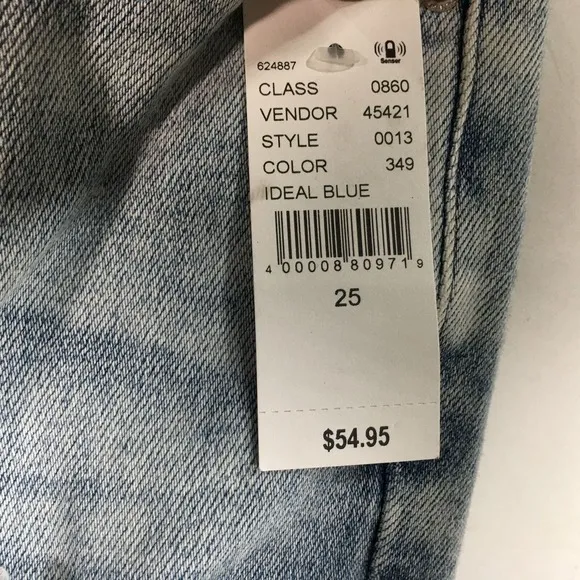 624887
Sensor
CLASS 0860
VENDOR 45421
STYLE 0013
COLOR 349
IDEAL BLUE
4 00008 80971 9
25
$54.95